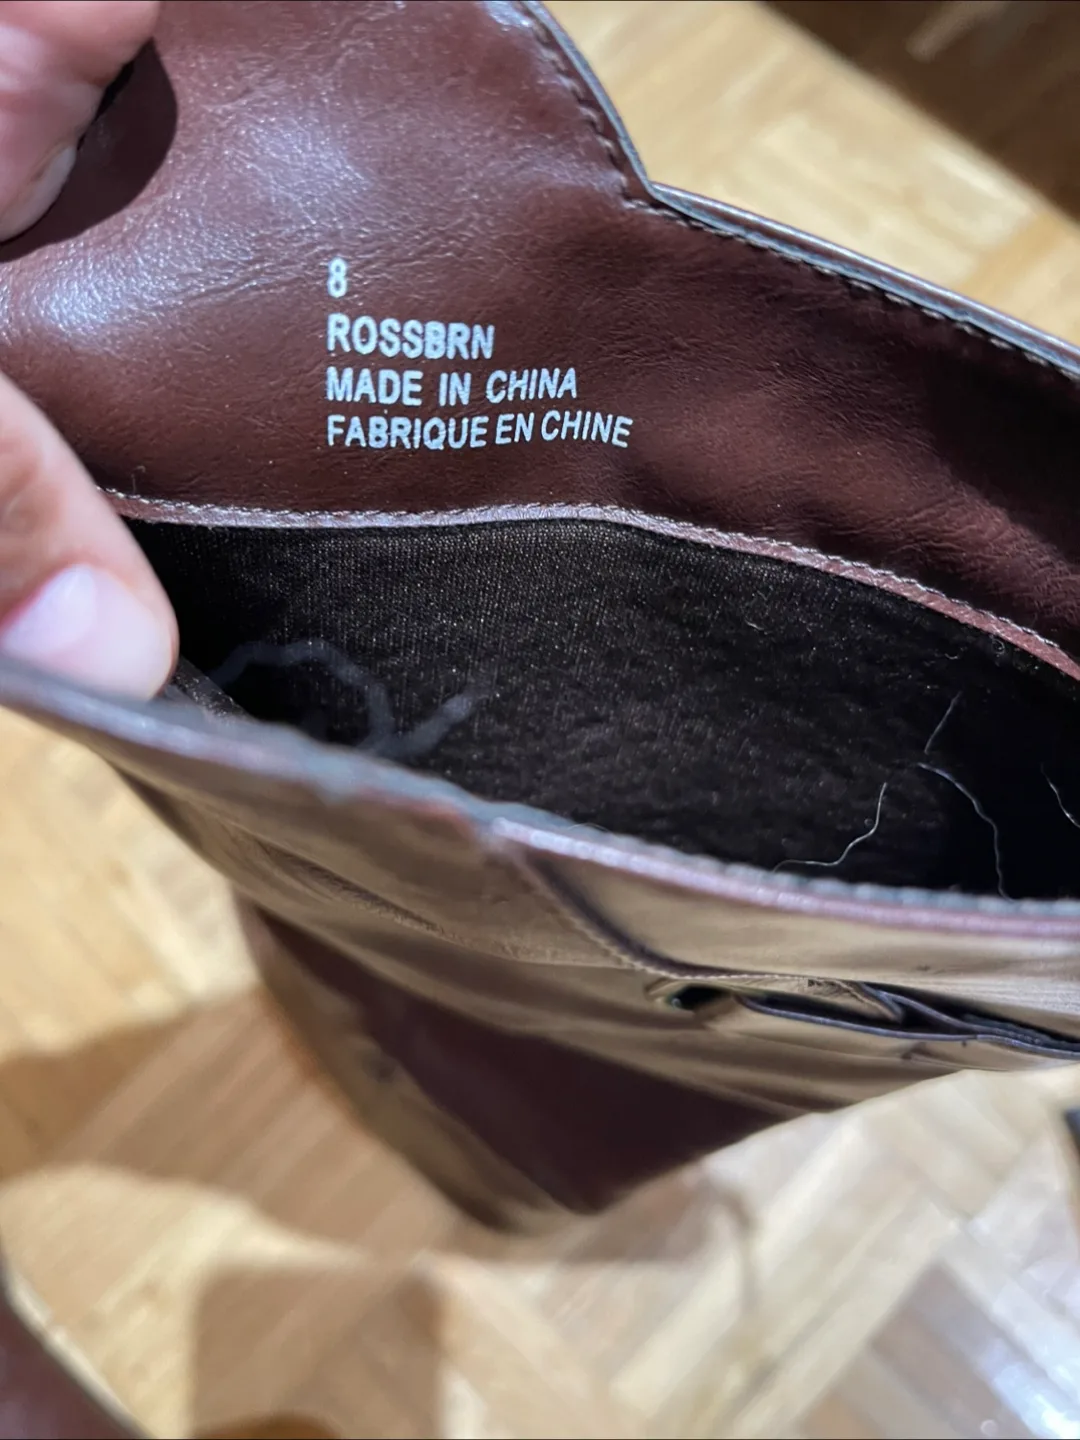 8
ROSSBRN
MADE IN CHINA
FABRIQUE EN CHINE